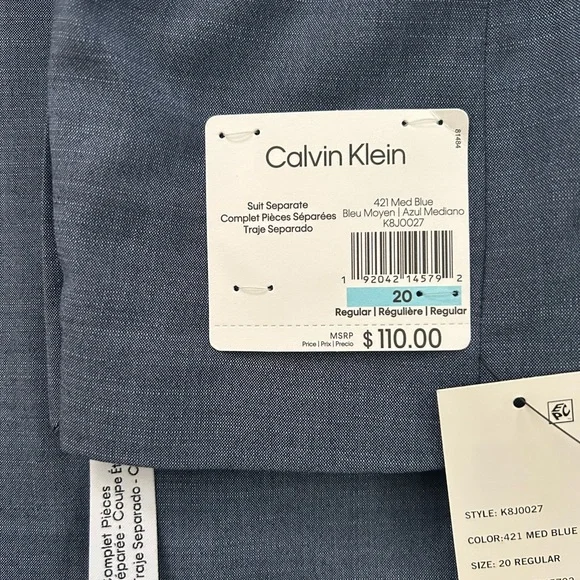 Calvin Klein
81484
Suit Separate
Complet Pièces Séparées
Traje Separado
421 Med Blue
Bleu Moyen | Azul Mediano
K8J0027
1 92042 14579 2
20
Regular | Régulière | Regular
MSRP
Price | Prix | Precio
$110.00
STYLE: K8J0027
COLOR:421 MED BLUE
SIZE: 20 REGULAR
Complet Pièces
Séparée - Coupe
Traje Separado -